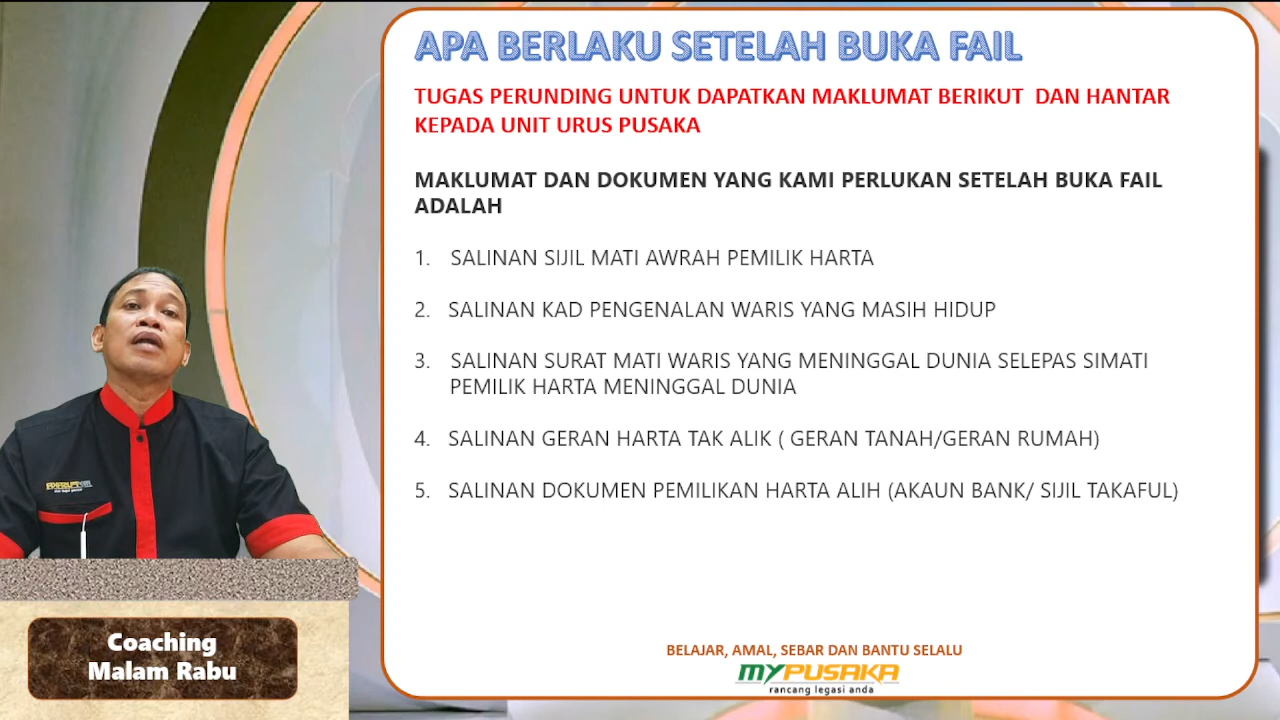 APA BERLAKU SETELAH BUKA FAIL
TUGAS PERUNDING UNTUK DAPATKAN MAKLUMAT BERIKUT DAN HANTAR
KEPADA UNIT URUS PUSAKA
MAKLUMAT DAN DOKUMEN YANG KAMI PERLUKAN SETELAH BUKA FAIL
ADALAH
1. SALINAN SIJIL MATI AWRAH PEMILIK HARTA
2. SALINAN KAD PENGENALAN WARIS YANG MASIH HIDUP
3. SALINAN SURAT MATI WARIS YANG MENINGGAL DUNIA SELEPAS SIMATI
PEMILIK HARTA MENINGGAL DUNIA
4. SALINAN GERAN HARTA TAK ALIK ( GERAN TANAH/GERAN RUMAH)
5. SALINAN DOKUMEN PEMILIKAN HARTA ALIH (AKAUN BANK/ SIJIL TAKAFUL)
BELAJAR, AMAL, SEBAR DAN BANTU SELALU
MYPUSAKA
rancang legasi anda
Coaching
Malam Rabu